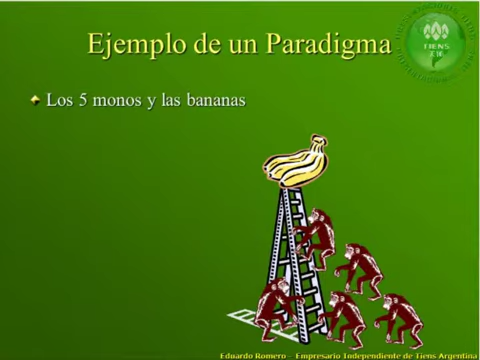 Ejemplo de un Paradigma
TIENS
Los 5 monos y las bananas
Eduardo Romero - Empresario Independiente de Tiens Argentina